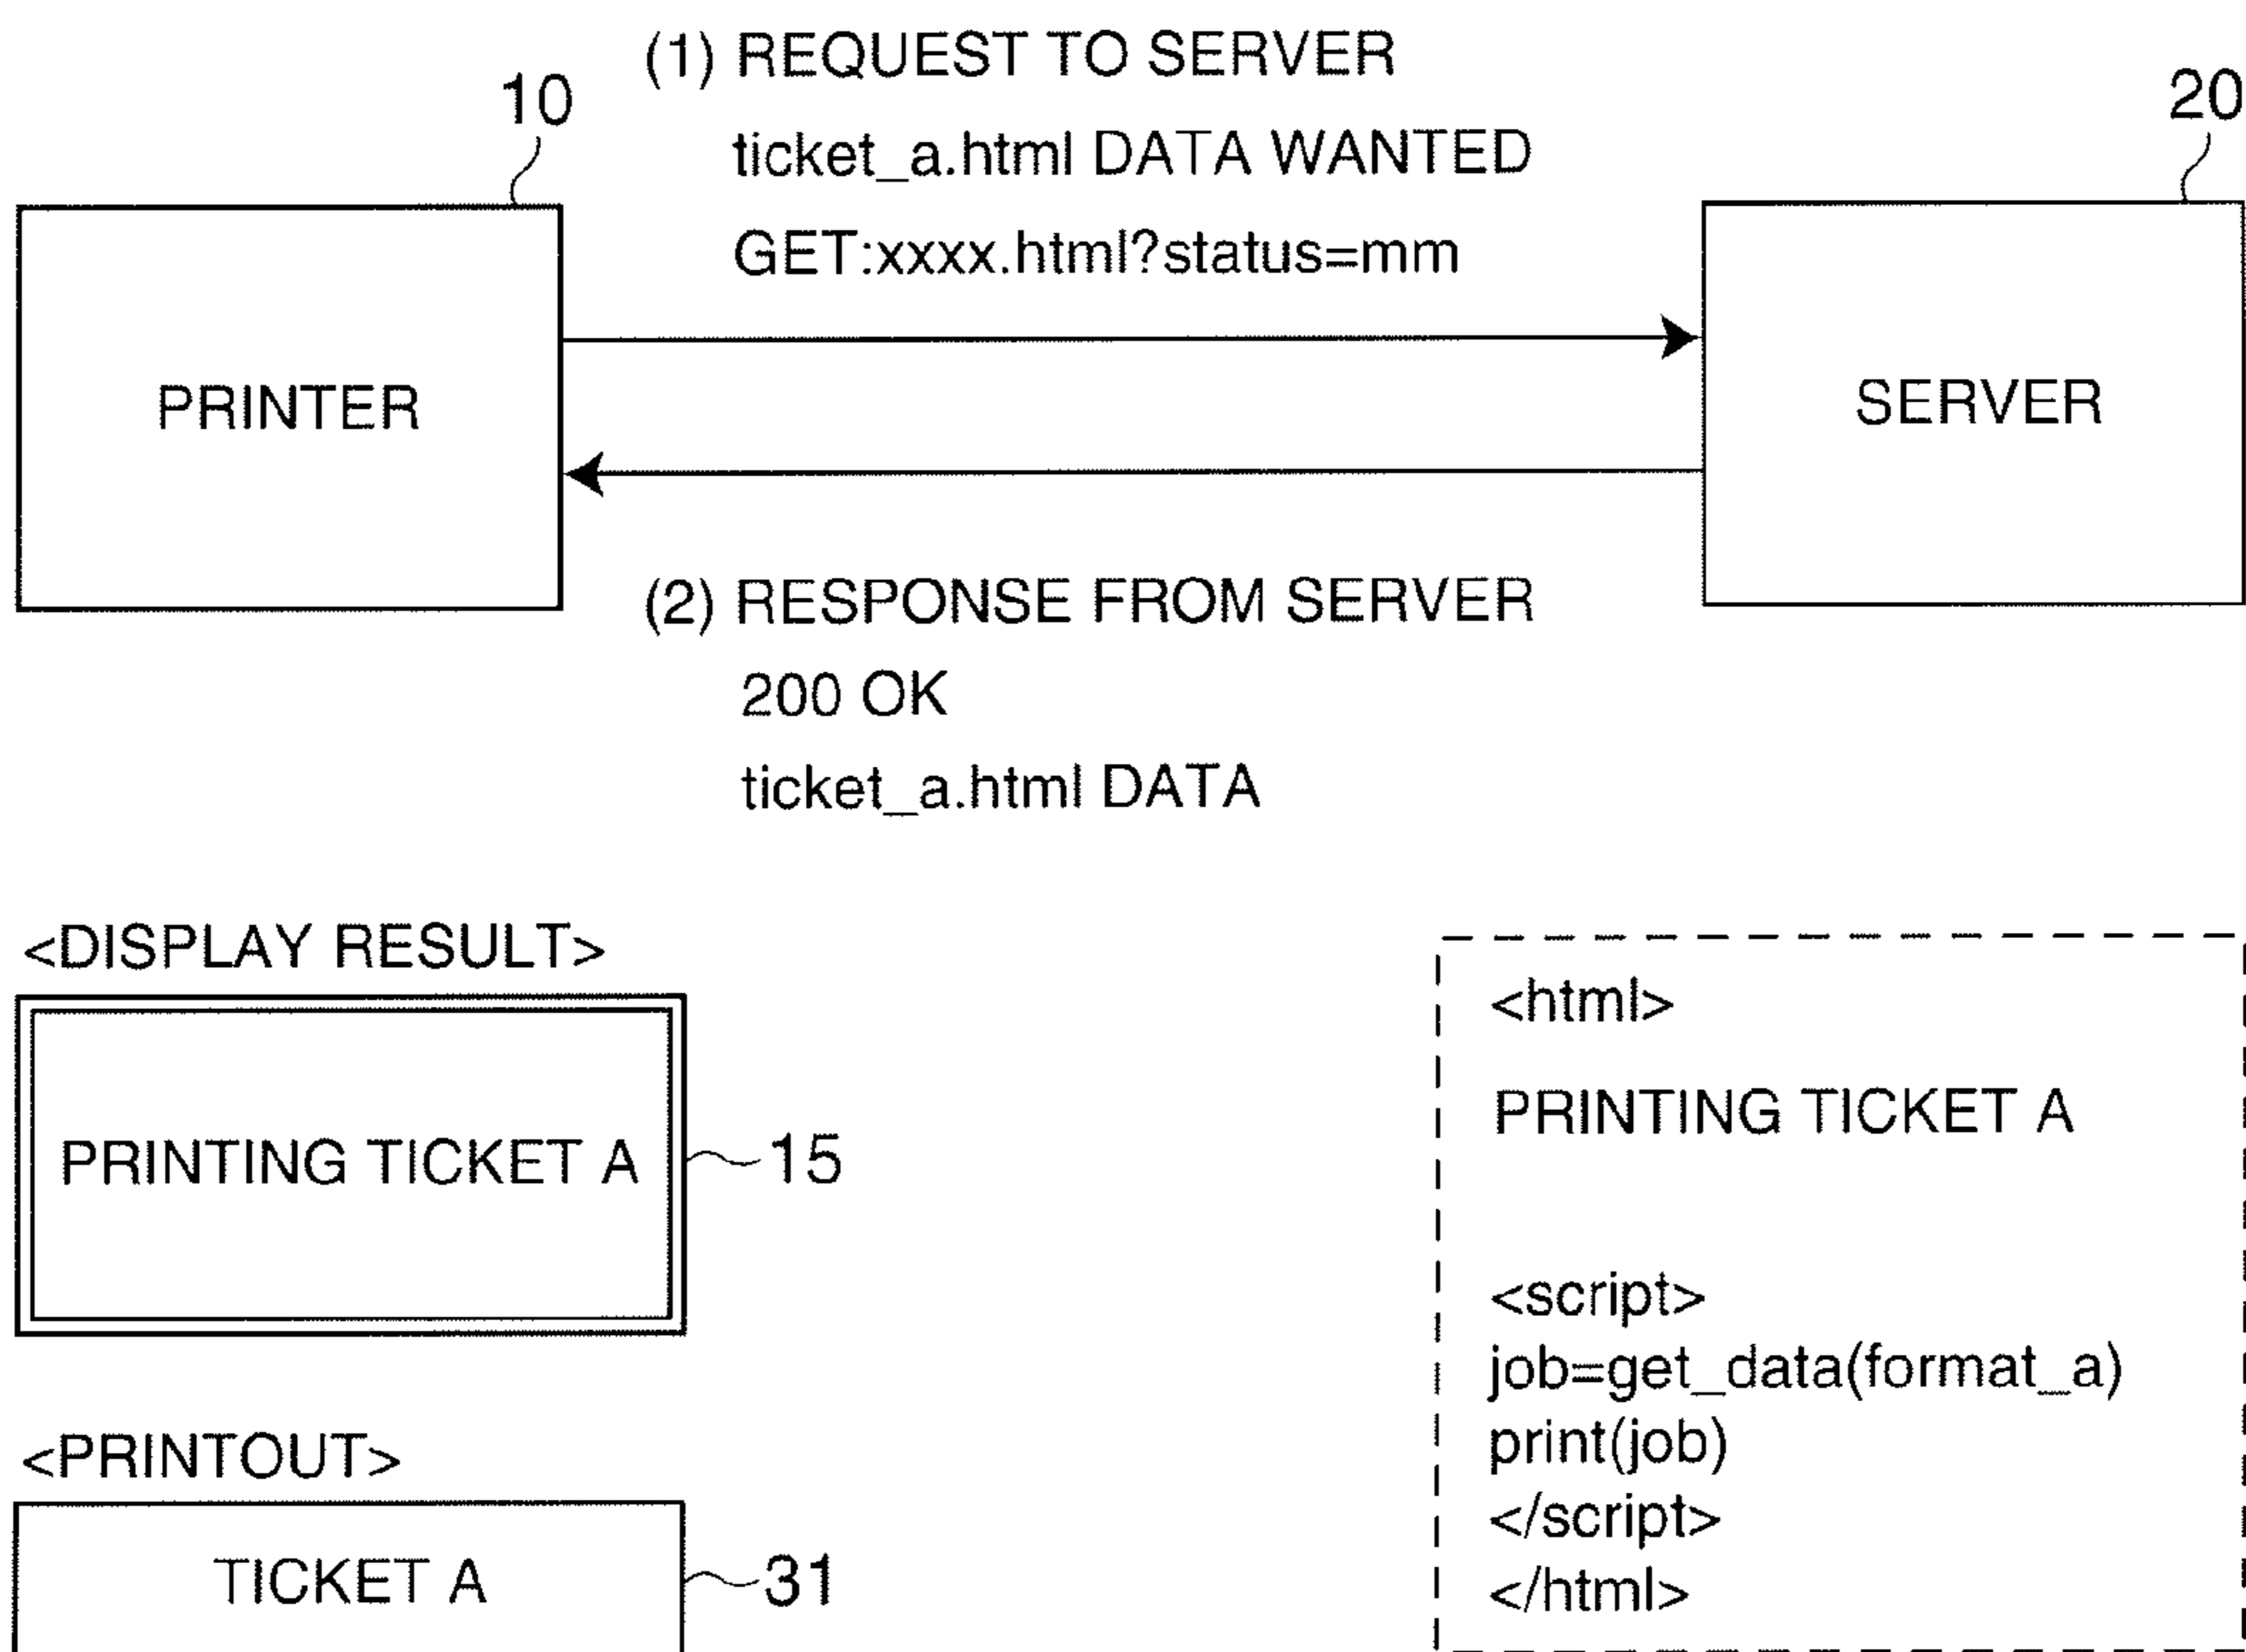 (1) REQUEST TO SERVER
10
20
ticket_a.html DATA WANTED
GET:xxxx.html?status=mm
PRINTER
SERVER
(2) RESPONSE FROM SERVER
200 OK
ticket_a.html DATA
<DISPLAY RESULT>
PRINTING TICKET A
15
<PRINTOUT>
TICKET A
31
<html>
PRINTING TICKET A
<script>
job=get_data(format_a)
print(job)
</script>
</html>